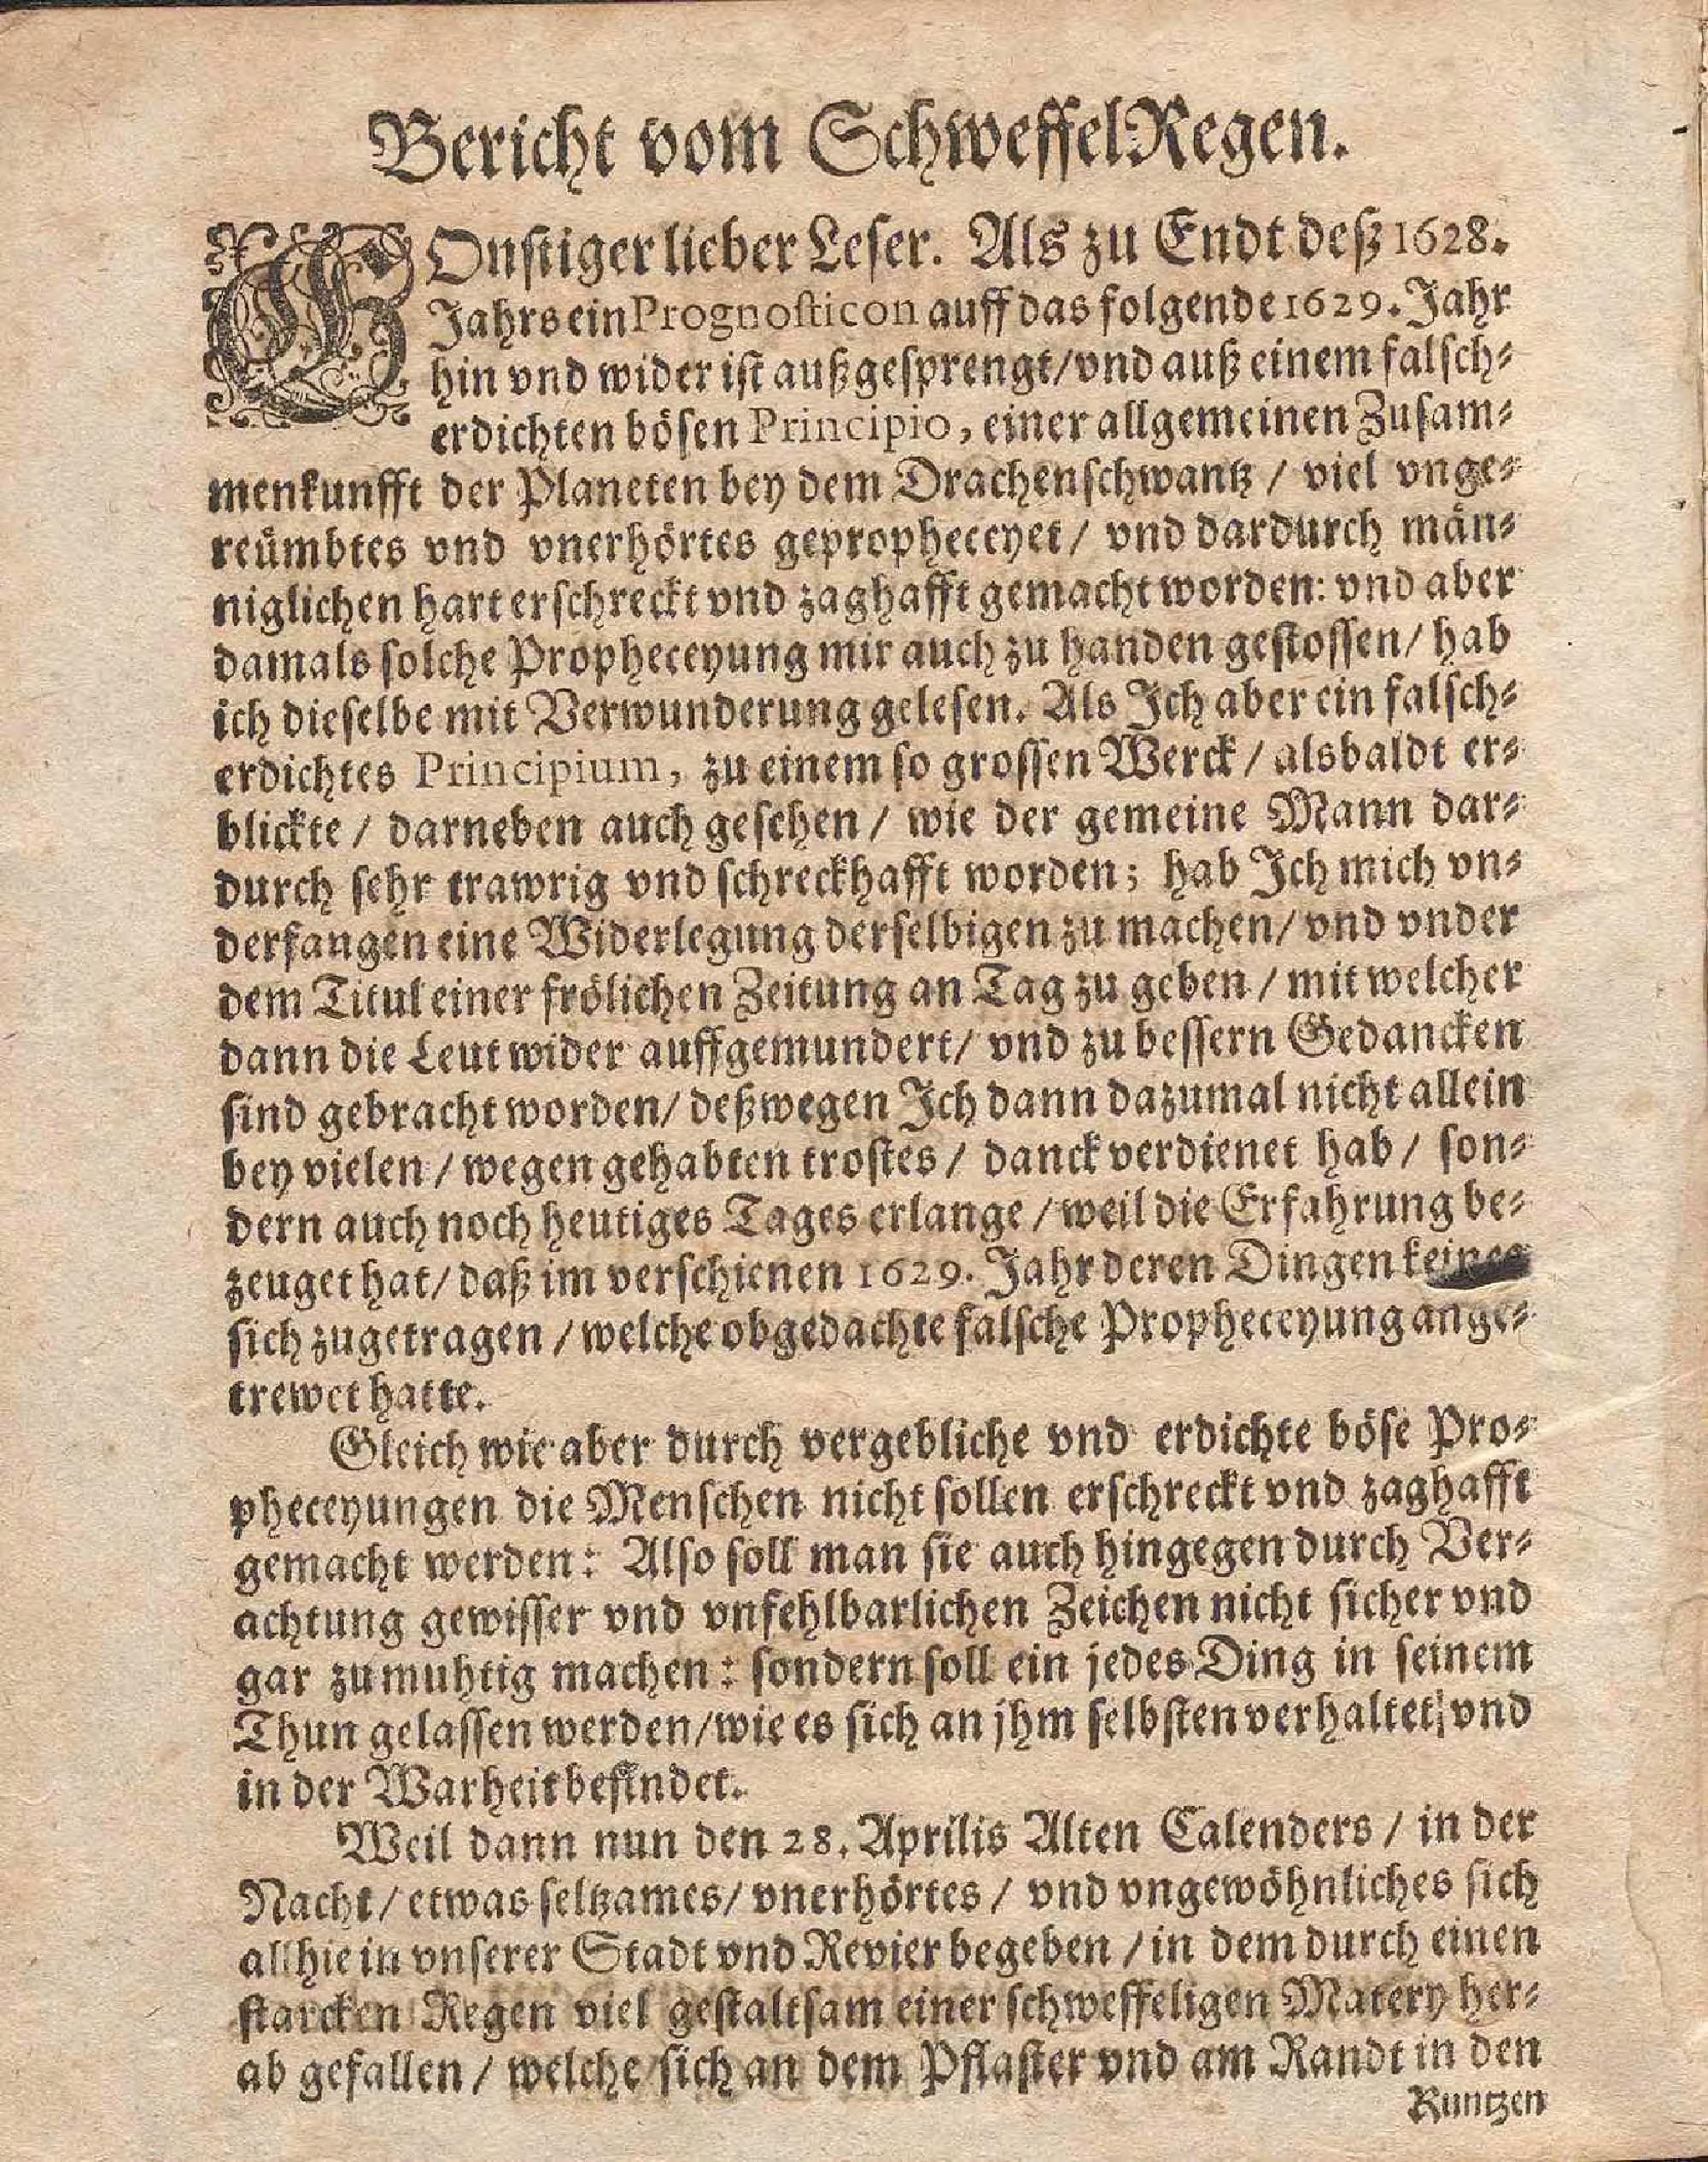 Bericht vom SchweffelRegen.
GOnstiger lieber Leser. Als zu Endt deß 1628.
Jahrs ein Prognosticon auff das folgende 1629. Jahr
hin vnd wider ist außgesprengt/ vnd auß einem falsch-
erdichten bösen Principio, einer allgemeinen Zusam-
menkunfft der Planeten bey dem Drachenschwantz / viel vnge-
reümbtes vnd vnerhörtes gepropheceyet / vnd dardurch män-
niglichen hart erschreckt vnd zaghafft gemacht worden: vnd aber
damals solche Propheceyung mir auch zu handen gestossen / hab
ich dieselbe mit Verwunderung gelesen. Als Ich aber ein falsch-
erdichtes Principium, zu einem so grossen Werck / alsbaldt er-
blickte / darneben auch gesehen / wie der gemeine Mann dar-
durch sehr trawrig vnd schreckhafft worden; hab Ich mich vn-
derfangen eine Widerlegung derselbigen zu machen / vnd vnder
dem Titul einer frölichen Zeitung an Tag zu geben / mit welcher
dann die Leut wider auffgemundert / vnd zu bessern Gedancken
sind gebracht worden / deßwegen Ich dann dazumal nicht allein
bey vielen / wegen gehabten trostes / danck verdienet hab / son-
dern auch noch heutiges Tages erlange / weil die Erfahrung be-
zeuget hat / daß im verschienen 1629. Jahr deren Dingen keines
sich zugetragen / welche obgedachte falsche Propheceyung ange-
trewet hatte.
Gleich wie aber durch vergebliche vnd erdichte böse Pro-
pheceyungen die Menschen nicht sollen erschreckt vnd zaghafft
gemacht werden: Also soll man sie auch hingegen durch Ver-
achtung gewisser vnd vnfehlbarlichen Zeichen nicht sicher vnd
gar zu muhtig machen: sondern soll ein jedes Ding in seinem
Thun gelassen werden / wie es sich an jhm selbsten verhaltet / vnd
in der Warheit befindet.
Weil dann nun den 28. Aprilis Alten Calenders / in der
Nacht / etwas seltzames / vnerhörtes / vnd vngewöhnliches sich
allhie in vnserer Stadt vnd Revier begeben / in dem durch einen
starcken Regen viel gestaltsam einer schweffeligen Matery her-
ab gefallen / welche sich an dem Pflaster vnd am Randt in den
Runtzen